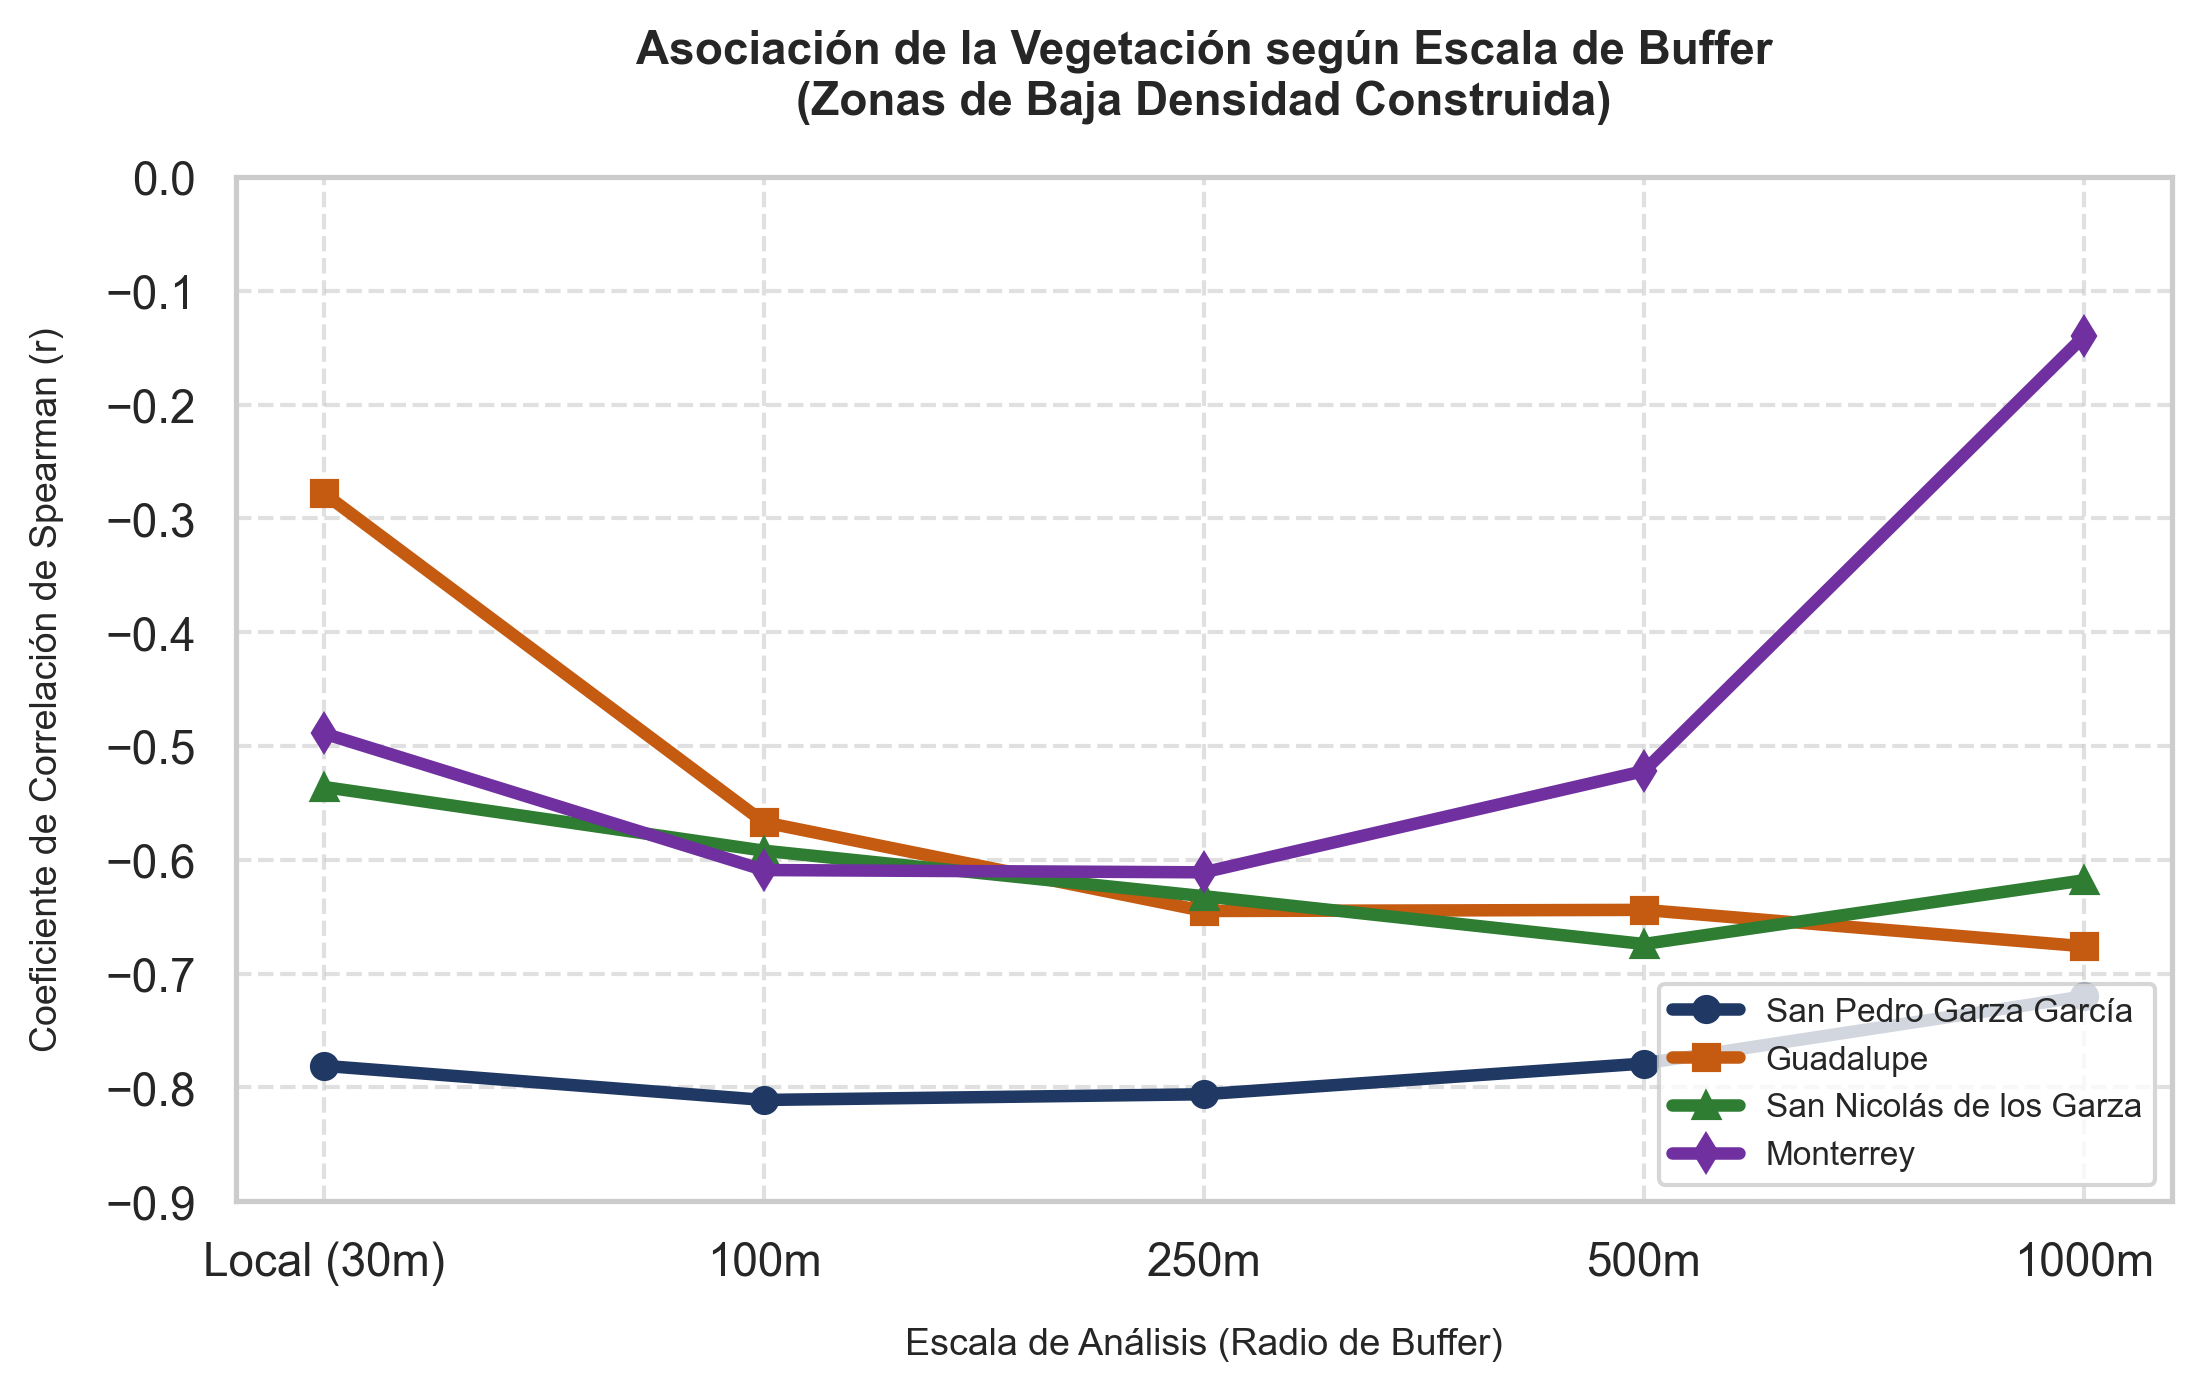 Asociación de la Vegetación según Escala de Buffer
(Zonas de Baja Densidad Construida)
Coeficiente de Correlación de Spearman (r)
0.0
−0.1
−0.2
−0.3
−0.4
−0.5
−0.6
−0.7
−0.8
−0.9
San Pedro Garza García
Guadalupe
San Nicolás de los Garza
Monterrey
Local (30m) 100m 250m 500m 1000m
Escala de Análisis (Radio de Buffer)